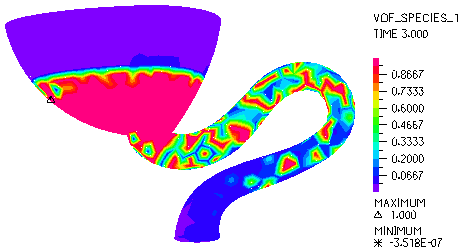 VOF_SPECIES_1
TIME 3.000
0.8667
0.7333
0.6000
0.4667
0.3333
0.2000
0.0667
MAXIMUM
△ 1.000
MINIMUM
✳ -3.518E-07